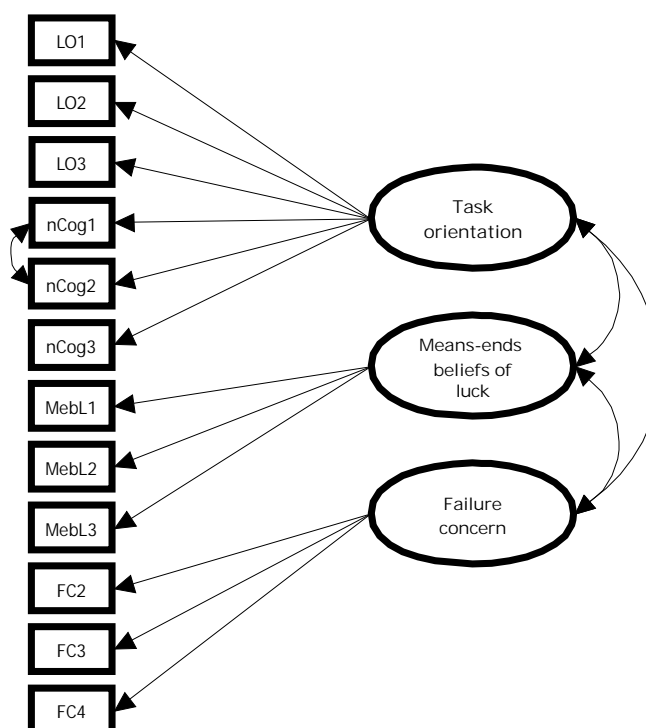 LO1
LO2
LO3
nCog1
nCog2
nCog3
MebL1
MebL2
MebL3
FC2
FC3
FC4
Task
orientation
Means-ends
beliefs of
luck
Failure
concern